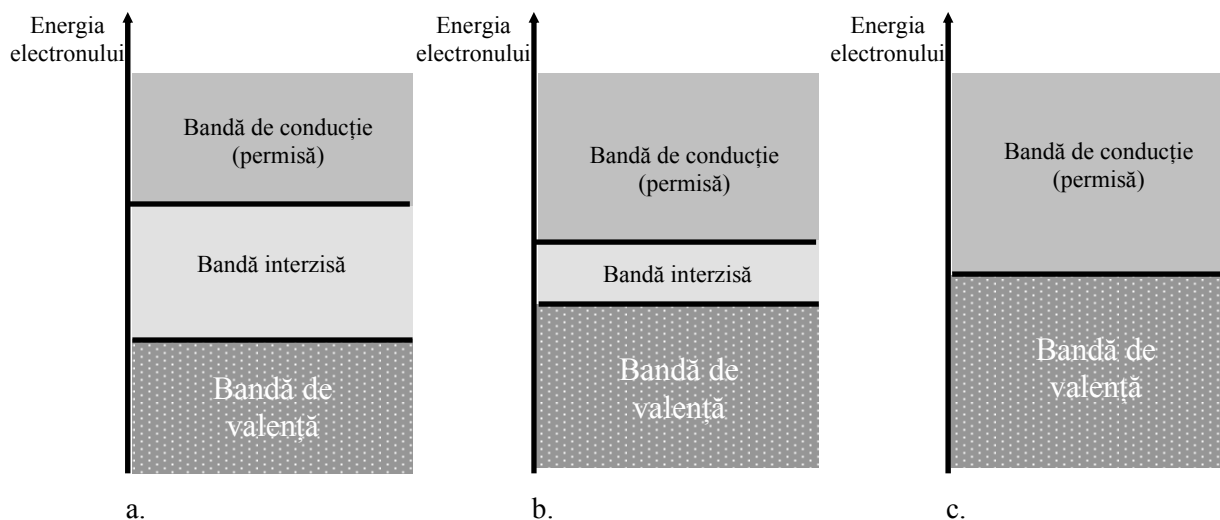 Energia
electronului
Bandă de conducție
(permisă)
Bandă interzisă
Bandă de
valență
a.
Energia
electronului
Bandă de conducție
(permisă)
Bandă interzisă
Bandă de
valență
b.
Energia
electronului
Bandă de conducție
(permisă)
Bandă de
valență
c.